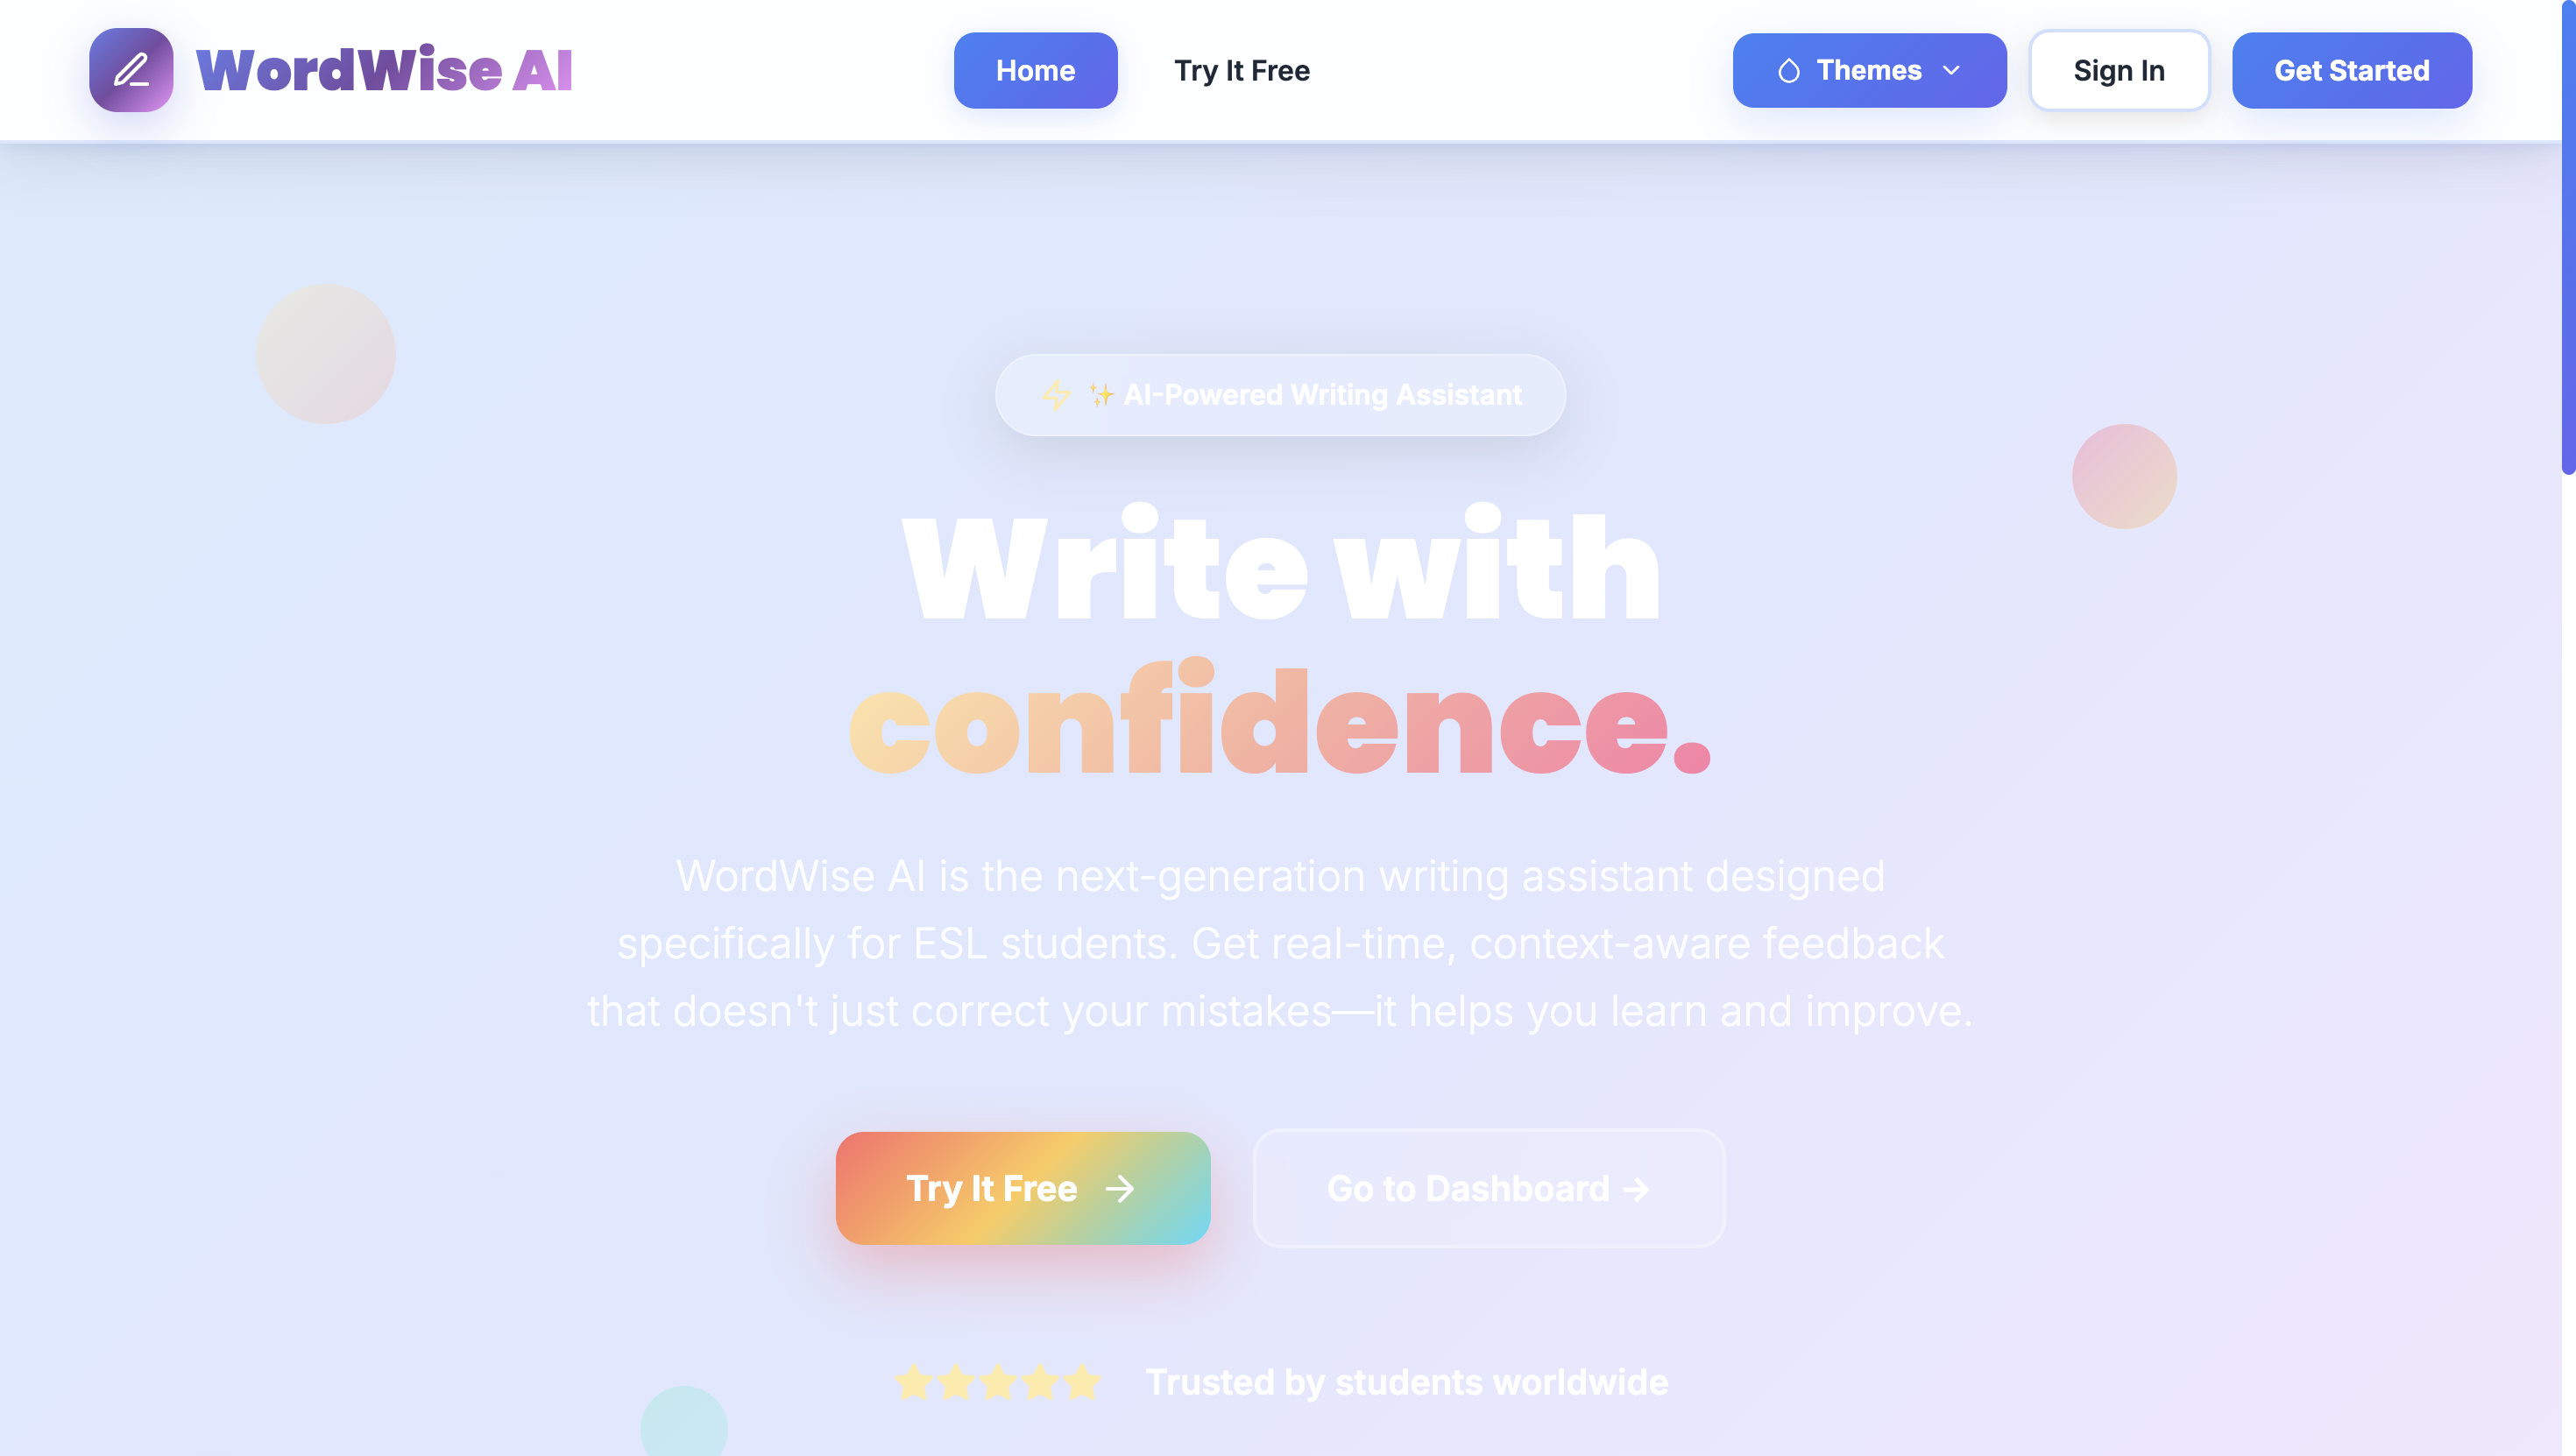 WordWise AI
Home
Try It Free
Themes
Sign In
Get Started
✨ AI-Powered Writing Assistant
Write with
confidence.
WordWise AI is the next-generation writing assistant designed
specifically for ESL students. Get real-time, context-aware feedback
that doesn't just correct your mistakes—it helps you learn and improve.
Try It Free →
Go to Dashboard →
Trusted by students worldwide